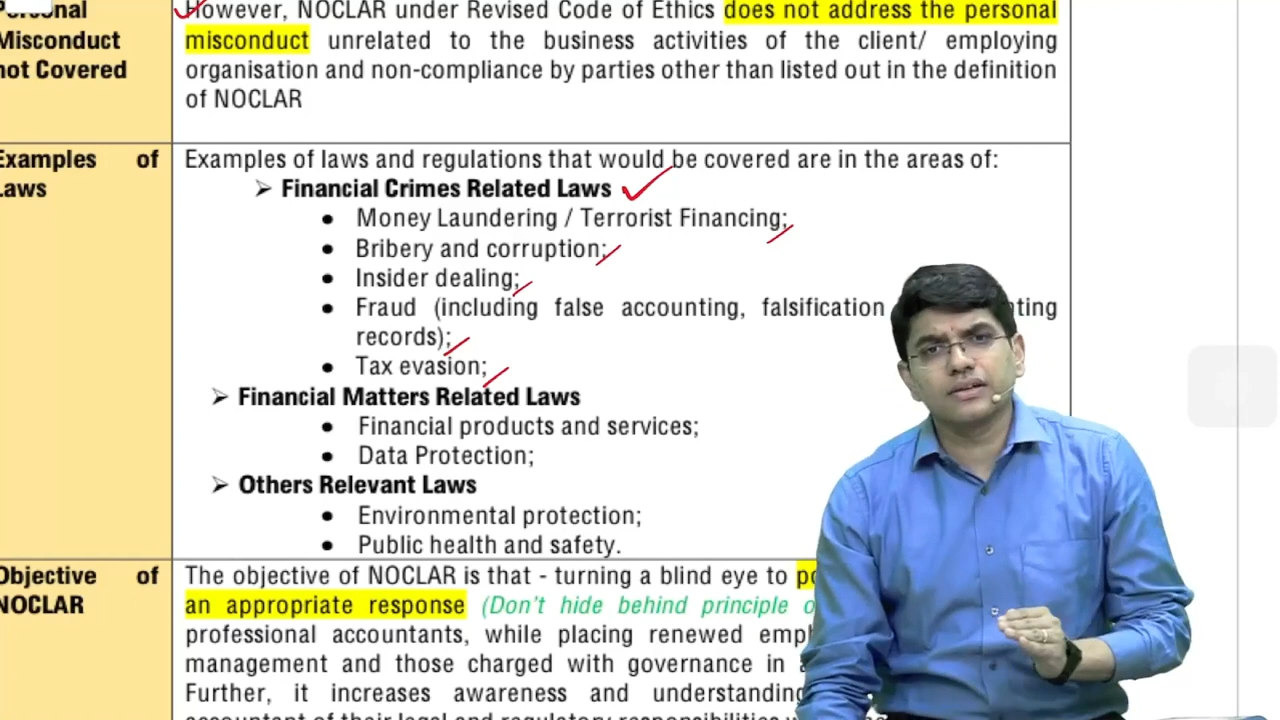 Personal
Misconduct
not Covered
However, NOCLAR under Revised Code of Ethics does not address the personal
misconduct unrelated to the business activities of the client/ employing
organisation and non-compliance by parties other than listed out in the definition
of NOCLAR
Examples of
Laws
Examples of laws and regulations that would be covered are in the areas of:
➢ Financial Crimes Related Laws
• Money Laundering / Terrorist Financing;
• Bribery and corruption;
• Insider dealing;
• Fraud (including false accounting, falsification
records);
• Tax evasion;
➢ Financial Matters Related Laws
• Financial products and services;
• Data Protection;
➢ Others Relevant Laws
• Environmental protection;
• Public health and safety.
Objective of
NOCLAR
The objective of NOCLAR is that - turning a blind eye to
an appropriate response (Don't hide behind principle
professional accountants, while placing renewed
management and those charged with governance in
Further, it increases awareness and understanding
accountant of their legal and regulatory responsibilities